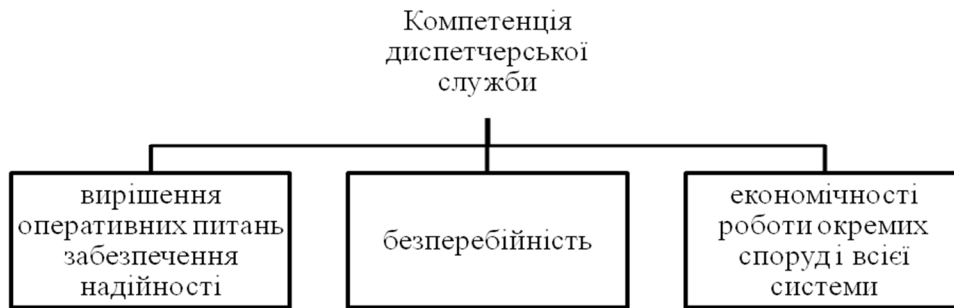 Компетенція
диспетчерської
служби
вирішення
оперативних питань
забезпечення
надійності
безперебійність
економічності
роботи окремих
споруд і всієї
системи